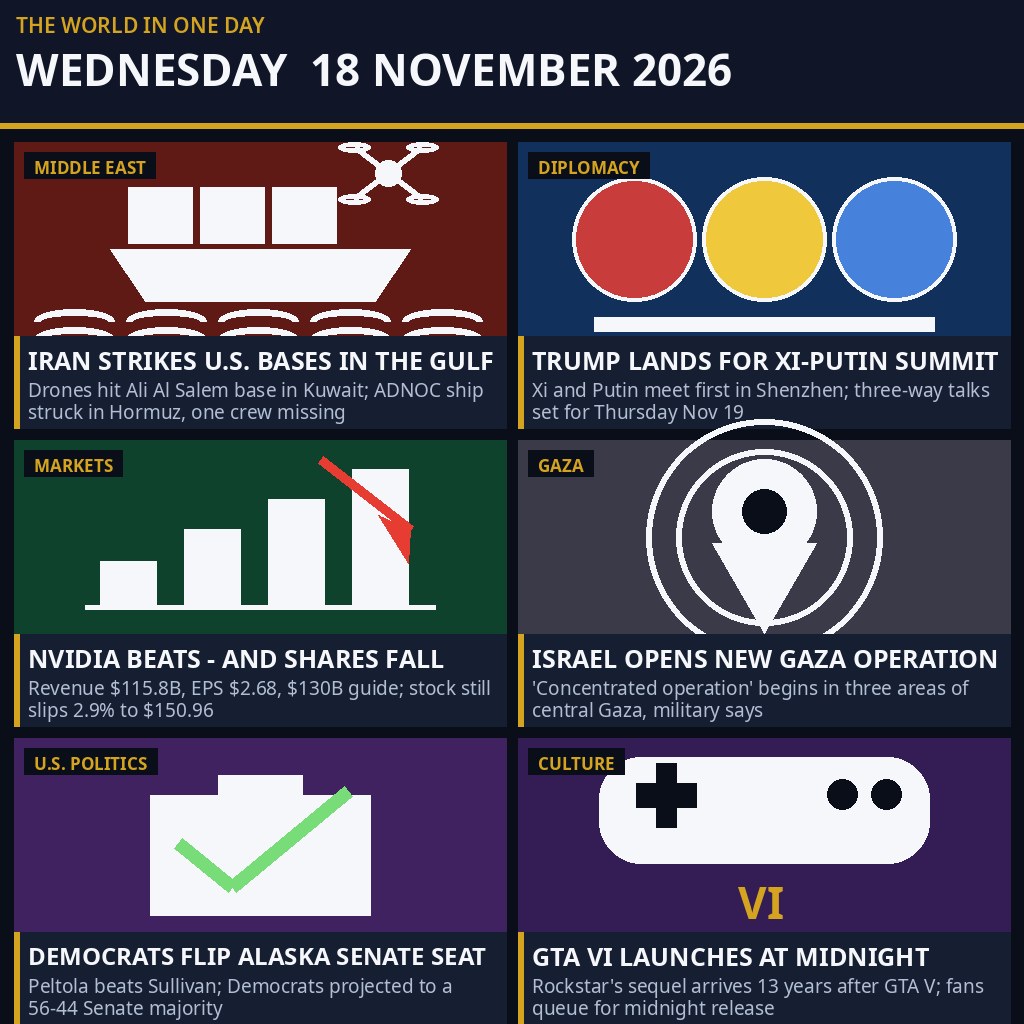 THE WORLD IN ONE DAY
WEDNESDAY  18 NOVEMBER 2026
MIDDLE EAST
IRAN STRIKES U.S. BASES IN THE GULF
Drones hit Ali Al Salem base in Kuwait; ADNOC ship
struck in Hormuz, one crew missing
DIPLOMACY
TRUMP LANDS FOR XI-PUTIN SUMMIT
Xi and Putin meet first in Shenzhen; three-way talks
set for Thursday Nov 19
MARKETS
NVIDIA BEATS - AND SHARES FALL
Revenue $115.8B, EPS $2.68, $130B guide; stock still
slips 2.9% to $150.96
GAZA
ISRAEL OPENS NEW GAZA OPERATION
'Concentrated operation' begins in three areas of
central Gaza, military says
U.S. POLITICS
DEMOCRATS FLIP ALASKA SENATE SEAT
Peltola beats Sullivan; Democrats projected to a
56-44 Senate majority
CULTURE
VI
GTA VI LAUNCHES AT MIDNIGHT
Rockstar's sequel arrives 13 years after GTA V; fans
queue for midnight release